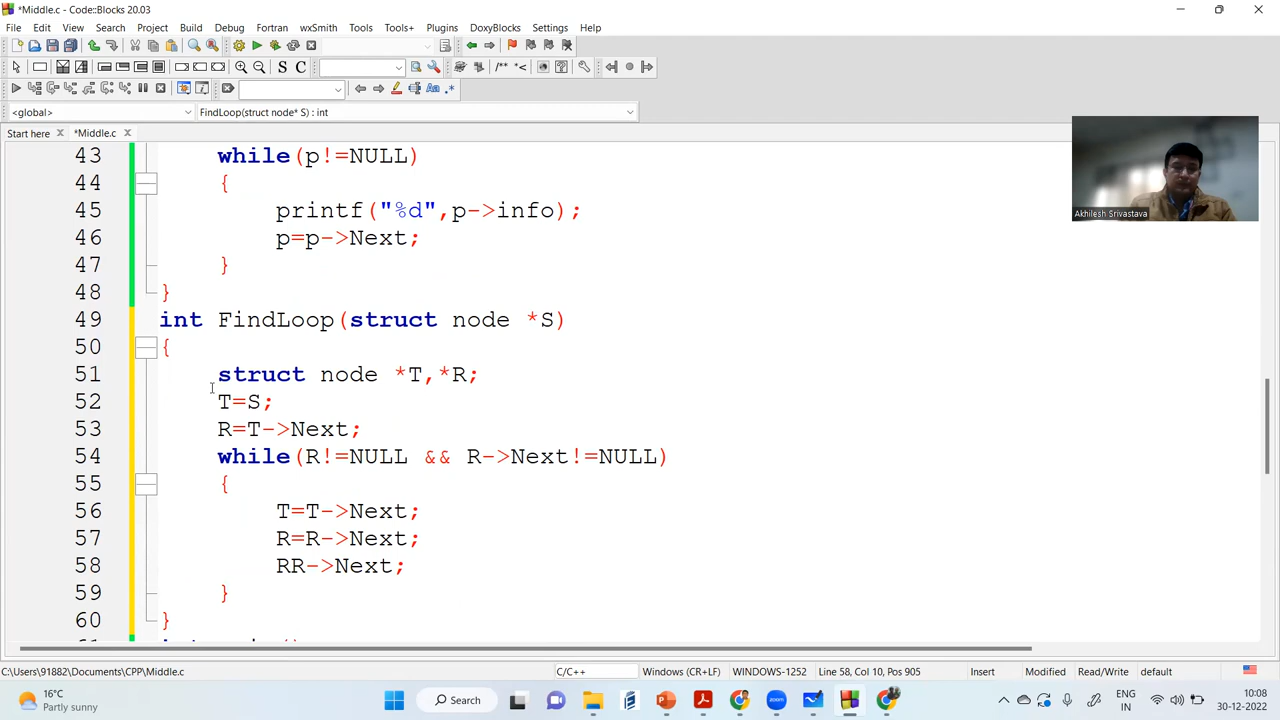 *Middle.c - Code::Blocks 20.03
File Edit View Search Project Build Debug Fortran wxSmith Tools Tools+ Plugins DoxyBlocks Settings Help
<global> FindLoop(struct node* S) : int
Start here *Middle.c
43 while(p!=NULL)
44 {
45 printf("%d",p->info);
46 p=p->Next;
47 }
48 }
49 int FindLoop(struct node *S)
50 {
51 struct node *T,*R;
52 T=S;
53 R=T->Next;
54 while(R!=NULL && R->Next!=NULL)
55 {
56 T=T->Next;
57 R=R->Next;
58 RR->Next;
59 }
60 }
Akhilesh Srivastava
C:\Users\91882\Documents\CPP\Middle.c C/C++ Windows (CR+LF) WINDOWS-1252 Line 58, Col 10, Pos 905 Insert Modified Read/Write default
16°C
Partly sunny
Search
ENG
IN
10:08
30-12-2022